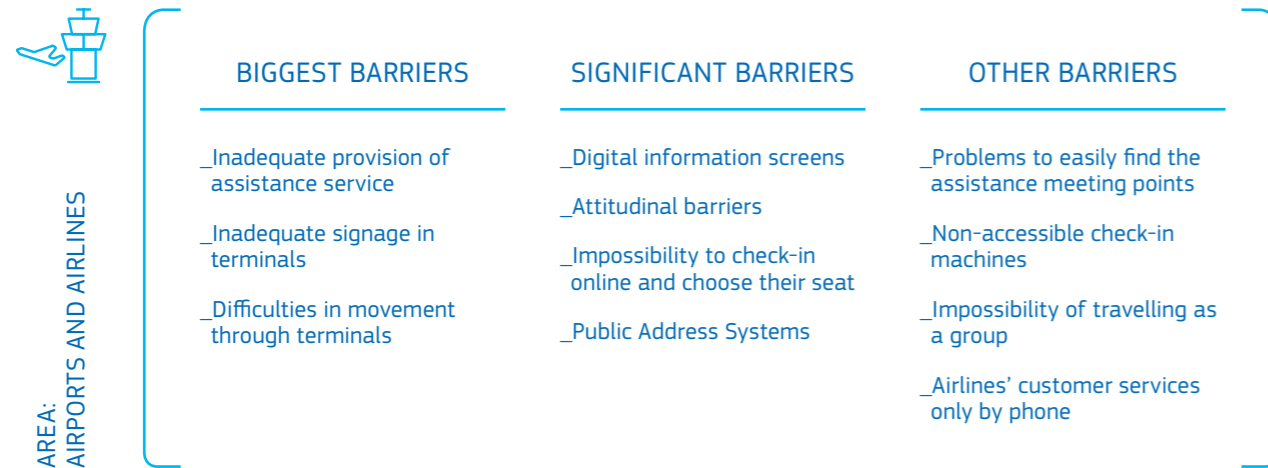 AREA:
AIRPORTS AND AIRLINES
BIGGEST BARRIERS
_Inadequate provision of
assistance service
_Inadequate signage in
terminals
_Difficulties in movement
through terminals
SIGNIFICANT BARRIERS
_Digital information screens
_Attitudinal barriers
_Impossibility to check-in
online and choose their seat
_Public Address Systems
OTHER BARRIERS
_Problems to easily find the
assistance meeting points
_Non-accessible check-in
machines
_Impossibility of travelling as
a group
_Airlines’ customer services
only by phone